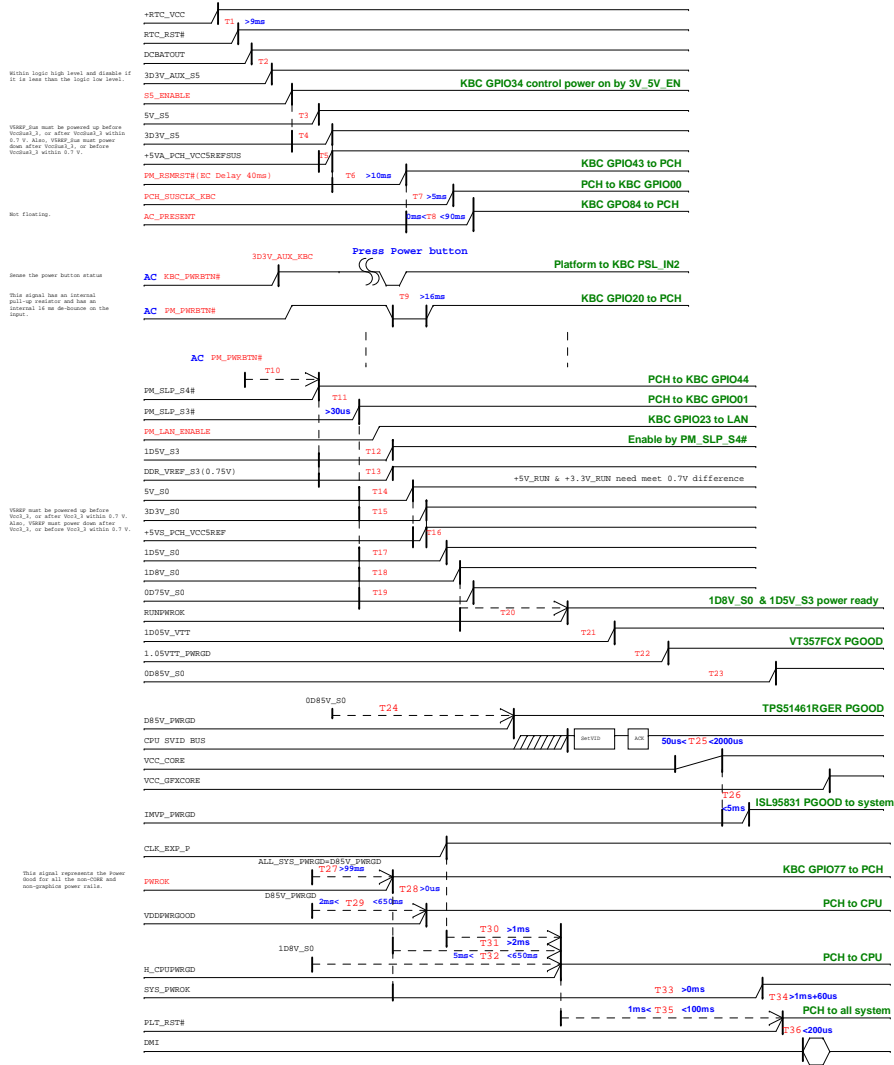 +RTC_VCC
T1 >9ms
RTC_RST#
DCBATOUT
T2
Within logic high level and disable if
it is less than the logic low level.
3D3V_AUX_S5
KBC GPIO34 control power on by 3V_5V_EN
S5_ENABLE
5V_S5
T3
V5REF_Sus must be powered up before
VccSus3_3, or after VccSus3_3 within
0.7 V. Also, V5REF_Sus must power
down after VccSus3_3, or before
VccSus3_3 within 0.7 V.
3D3V_S5
T4
+5VA_PCH_VCC5REFSUS
T5
KBC GPIO43 to PCH
PM_RSMRST#(EC Delay 40ms)
T6 >10ms
PCH to KBC GPIO00
PCH_SUSCLK_KBC
T7 >5ms
KBC GPO84 to PCH
Not floating.
AC_PRESENT
0ms< T8 <90ms
Press Power button
3D3V_AUX_KBC
Platform to KBC PSL_IN2
Sense the power button status
AC KBC_PWRBTN#
This signal has an internal
pull-up resistor and has an
internal 16 ms de-bounce on the
input.
T9 >16ms
KBC GPIO20 to PCH
AC PM_PWRBTN#
AC PM_PWRBTN#
T10
PCH to KBC GPIO44
PM_SLP_S4#
T11
PCH to KBC GPIO01
PM_SLP_S3#
>30us
KBC GPIO23 to LAN
PM_LAN_ENABLE
Enable by PM_SLP_S4#
1D5V_S3
T12
DDR_VREF_S3(0.75V)
T13
+5V_RUN & +3.3V_RUN need meet 0.7V difference
5V_S0
T14
V5REF must be powered up before
Vcc3_3, or after Vcc3_3 within 0.7 V.
Also, V5REF must power down after
Vcc3_3, or before Vcc3_3 within 0.7 V.
3D3V_S0
T15
+5VS_PCH_VCC5REF
T16
1D5V_S0
T17
1D8V_S0
T18
0D75V_S0
T19
1D8V_S0 & 1D5V_S3 power ready
RUNPWROK
T20
1D05V_VTT
T21
VT357FCX PGOOD
1.05VTT_PWRGD
T22
0D85V_S0
T23
0D85V_S0
T24
TPS51461RGER PGOOD
D85V_PWRGD
CPU SVID BUS
SetVID
ACK
50us< T25 <2000us
VCC_CORE
VCC_GFXCORE
T26
<5ms
ISL95831 PGOOD to system
IMVP_PWRGD
CLK_EXP_P
ALL_SYS_PWRGD=D85V_PWRGD
This signal represents the Power
Good for all the non-CORE and
non-graphics power rails.
T27 >99ms
KBC GPIO77 to PCH
PWROK
T28 >0us
D85V_PWRGD
2ms< T29 <650ms
PCH to CPU
VDDPWRGOOD
T30 >1ms
T31 >2ms
1D8V_S0
5ms< T32 <650ms
PCH to CPU
H_CPUPWRGD
SYS_PWROK
T33 >0ms
T34 >1ms+60us
1ms< T35 <100ms
PCH to all system
PLT_RST#
T36 <200us
DMI